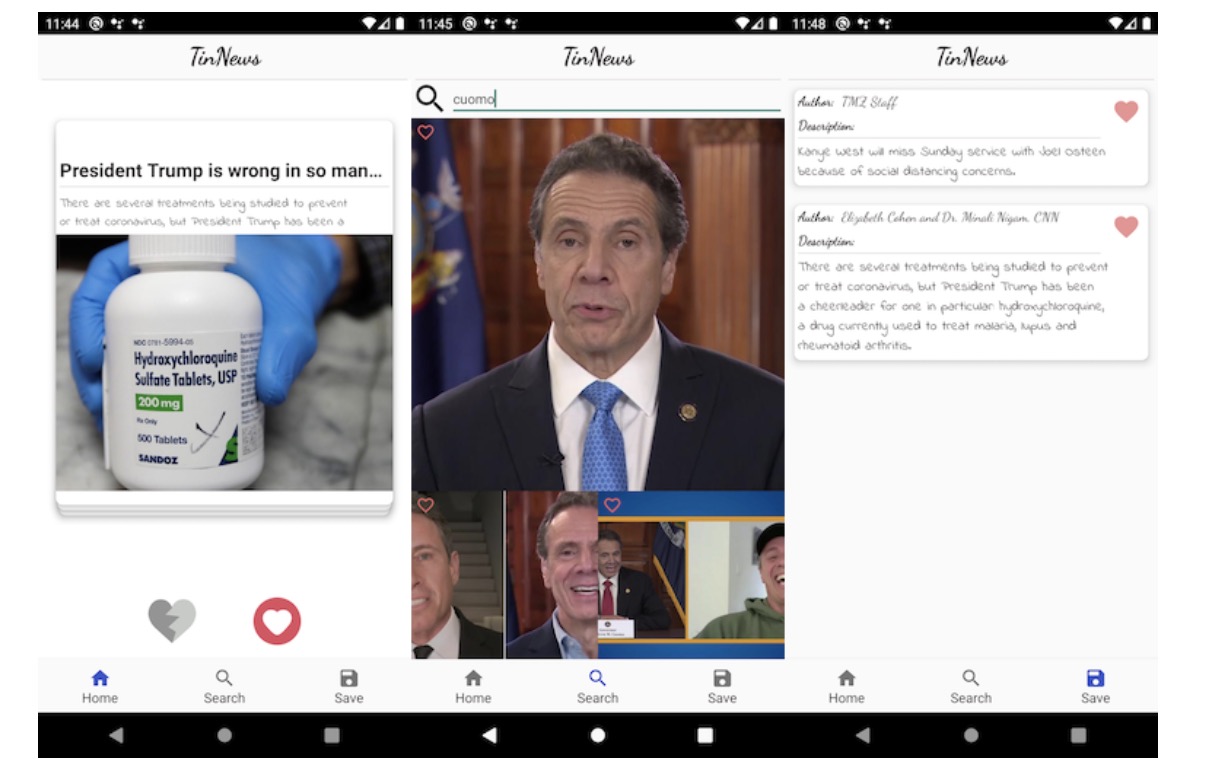 11:44
TinNews
President Trump is wrong in so man...
There are several treatments being studied to prevent
or treat coronavirus, but President Trump has been a
NDC 0781-5994-05
Hydroxychloroquine
Sulfate Tablets, USP
200 mg
Rx Only
500 Tablets
SANDOZ
Home
Search
Save
11:45
TinNews
cuomo
Home
Search
Save
11:48
TinNews
Author: TMZ Staff
Description:
Kanye West will miss Sunday service with Joel Osteen
because of social distancing concerns.
Author: Elizabeth Cohen and Dr. Minali Nigam, CNN
Description:
There are several treatments being studied to prevent
or treat coronavirus, but President Trump has been
a cheerleader for one in particular hydroxychloroquine,
a drug currently used to treat malaria, lupus and
rheumatoid arthritis.
Home
Search
Save